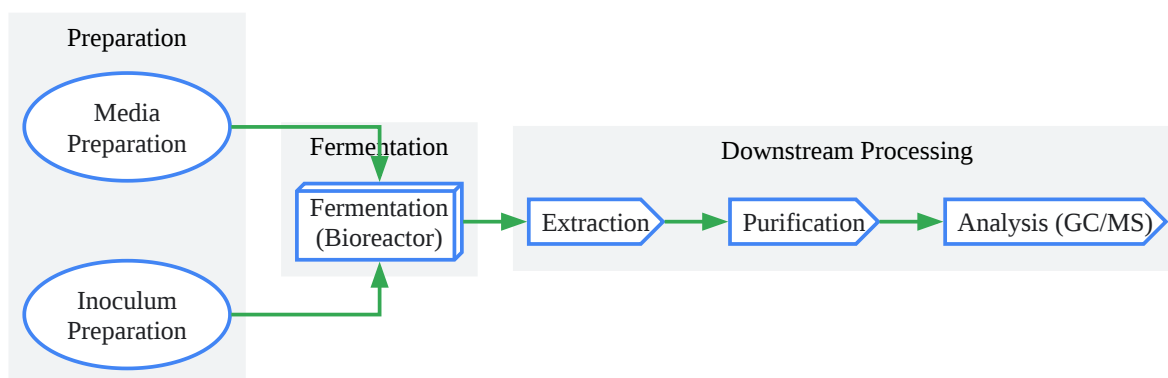 Preparation
Media
Preparation
Inoculum
Preparation
Fermentation
Fermentation
(Bioreactor)
Downstream Processing
Extraction
Purification
Analysis (GC/MS)